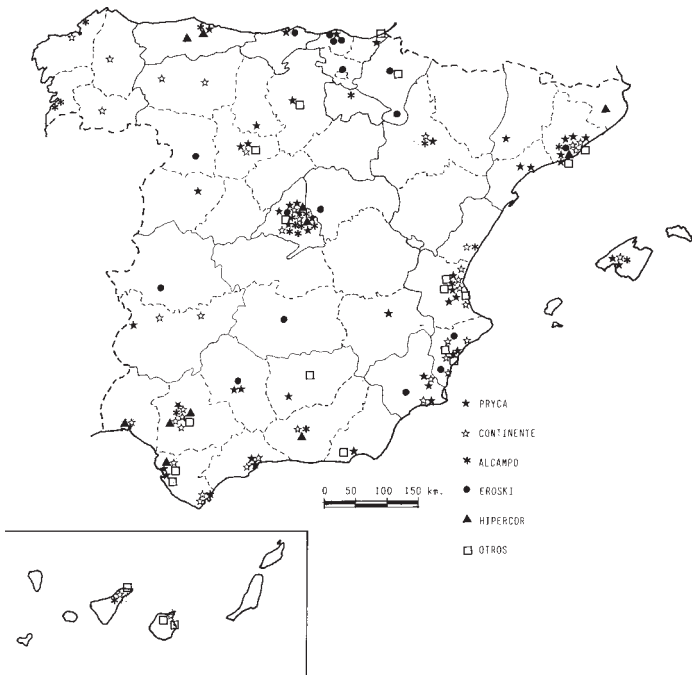 PRYCA
CONTINENTE
ALCAMPO
EROSKI
0 50 100 150 km.
HIPERCOR
OTROS